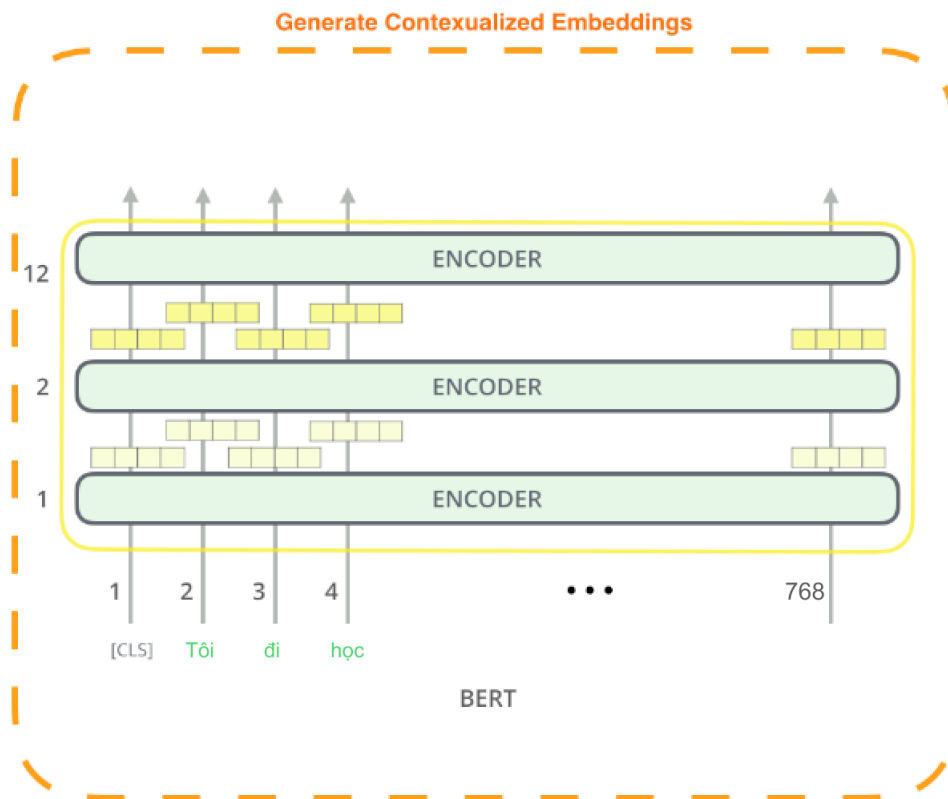 Generate Contexualized Embeddings
ENCODER
12
2
ENCODER
1
ENCODER
1 2 3 4 ••• 768
[CLS] Tôi đi học
BERT